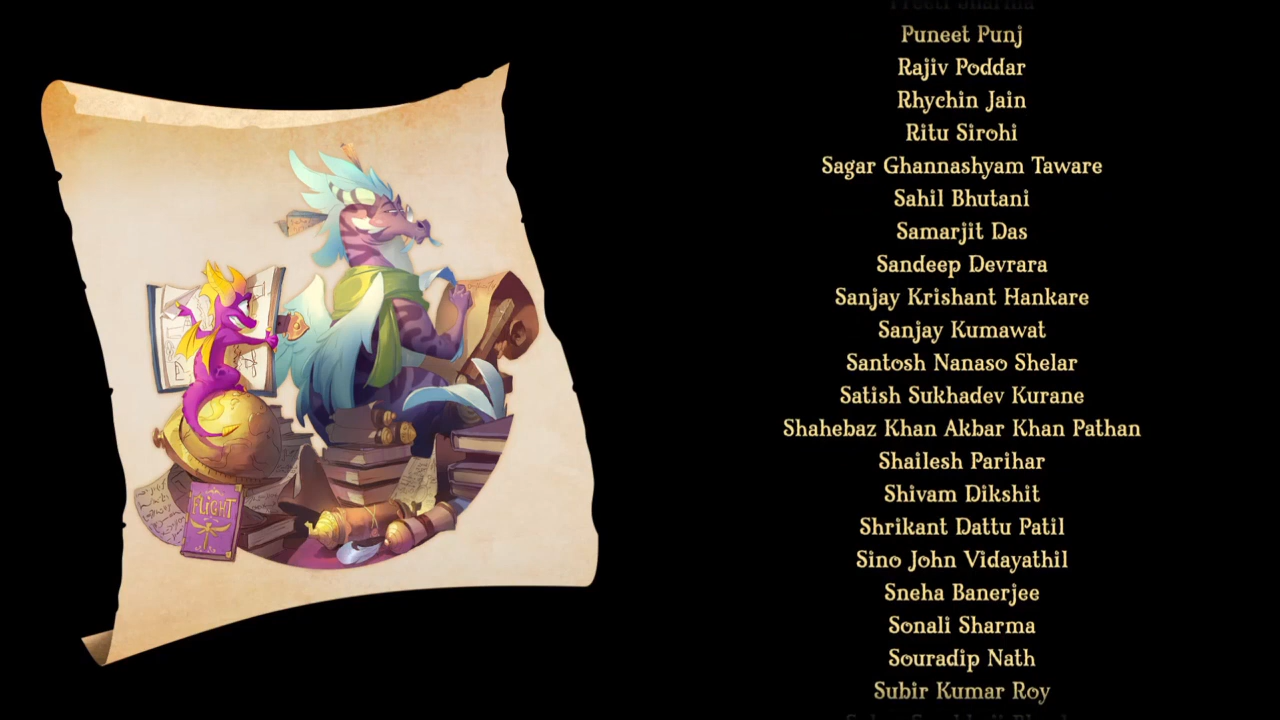 FLIGHT
Preeti Sharma
Puneet Punj
Rajiv Poddar
Rhychin Jain
Ritu Sirohi
Sagar Ghannashyam Taware
Sahil Bhutani
Samarjit Das
Sandeep Devrara
Sanjay Krishant Hankare
Sanjay Kumawat
Santosh Nanaso Shelar
Satish Sukhadev Kurane
Shahebaz Khan Akbar Khan Pathan
Shailesh Parihar
Shivam Dikshit
Shrikant Dattu Patil
Sino John Vidayathil
Sneha Banerjee
Sonali Sharma
Souradip Nath
Subir Kumar Roy